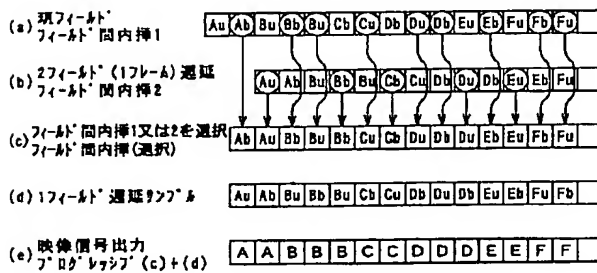 (a) 現フィールド フィールド間内挿1 Au Ab Bu Bb Bb Cb Cu Db Du Db Eu Eb Fu Fb Fu
(b) 2フィールド(1フレーム)遅延 フィールド間内挿2 Au Ab Bu Bb Bu Cb Cu Db Du Db Eu Eb Fu
(c) フィールド間内挿1又は2を選択 フィールド間内挿(選択) Ab Au Bb Bu Bb Cu Cb Du Db Du Eb Eu Fb Fu
(d) 1フィールド遅延サンプル Au Ab Bu Bb Bu Cb Cu Db Du Db Eu Eb Fu Fb
(e) 映像信号出力 プログレッシブ(c)+(d) A A B B B C C D D D E E F F